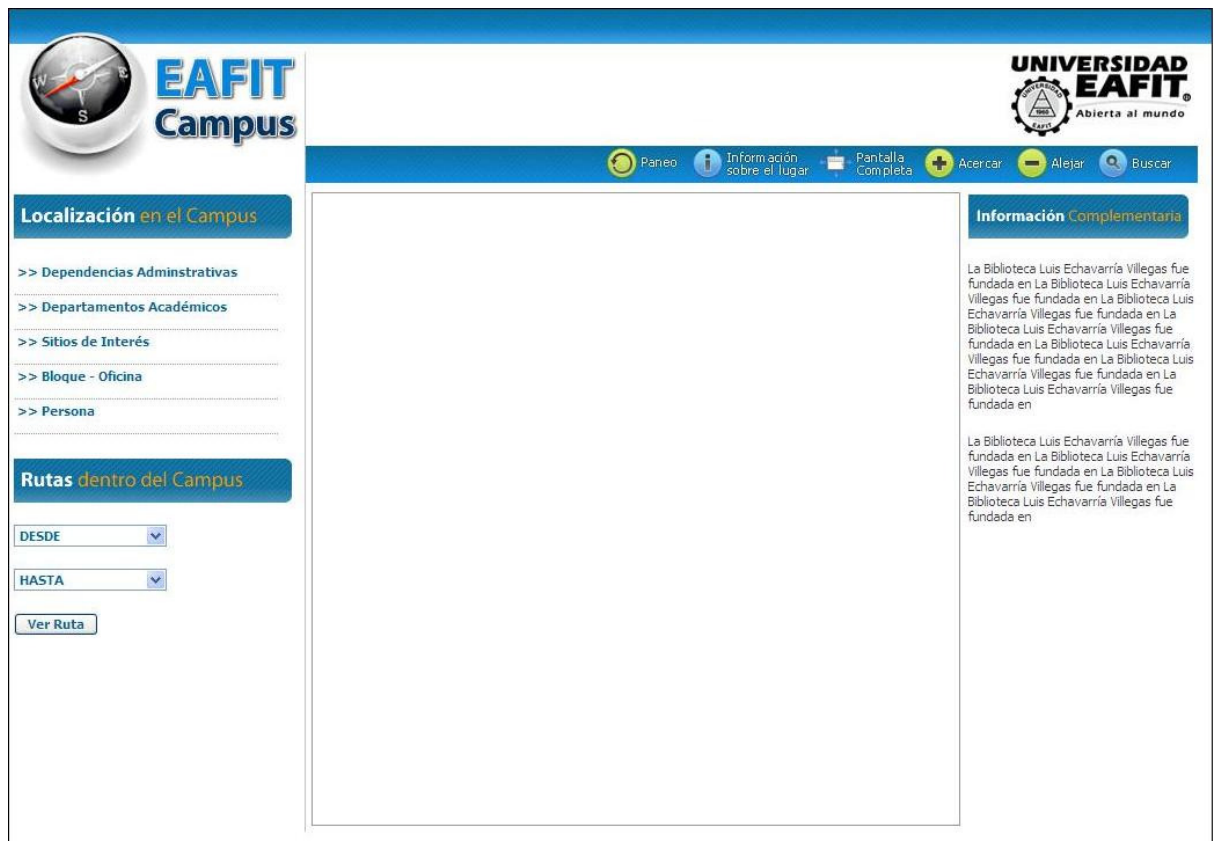 W
E
S
EAFIT
Campus
UNIVERSIDAD
EAFIT®
Abierta al mundo
UNIVERSIDAD
1960
EAFIT
Paneo
Información
sobre el lugar
Pantalla
Completa
Acercar
Alejar
Buscar
Localización en el Campus
>> Dependencias Adminstrativas
>> Departamentos Académicos
>> Sitios de Interés
>> Bloque - Oficina
>> Persona
Rutas dentro del Campus
DESDE
HASTA
Ver Ruta
Información Complementaria
La Biblioteca Luis Echavarría Villegas fue
fundada en La Biblioteca Luis Echavarría
Villegas fue fundada en La Biblioteca Luis
Echavarría Villegas fue fundada en La
Biblioteca Luis Echavarría Villegas fue
fundada en La Biblioteca Luis Echavarría
Villegas fue fundada en La Biblioteca Luis
Echavarría Villegas fue fundada en La
Biblioteca Luis Echavarría Villegas fue
fundada en
La Biblioteca Luis Echavarría Villegas fue
fundada en La Biblioteca Luis Echavarría
Villegas fue fundada en La Biblioteca Luis
Echavarría Villegas fue fundada en La
Biblioteca Luis Echavarría Villegas fue
fundada en